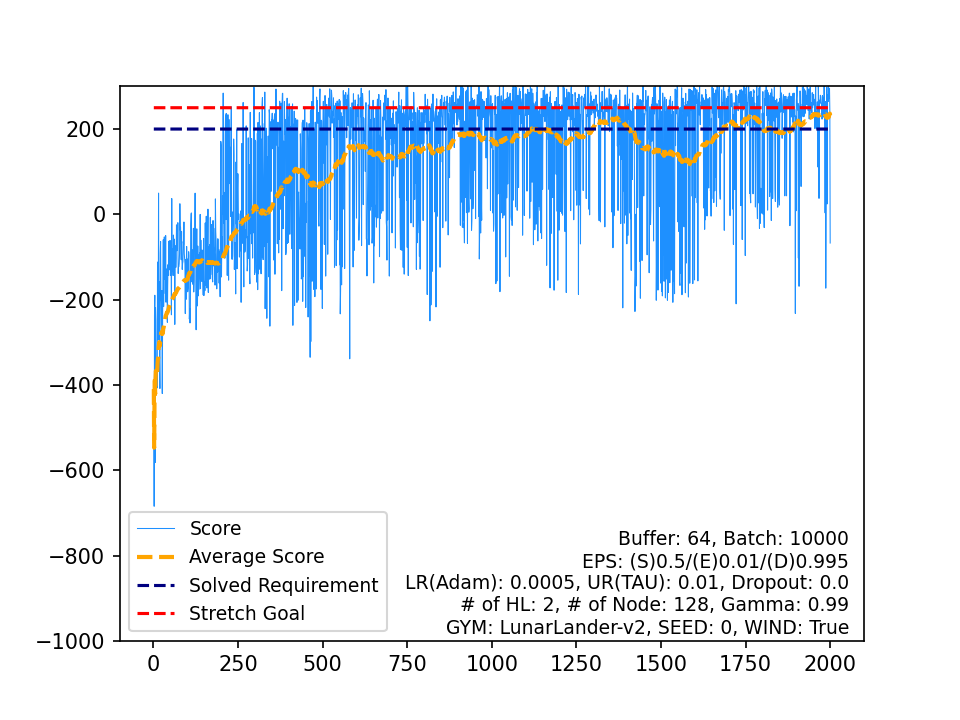 200
0
−200
−400
−600
−800
−1000
0
250
500
750
1000
1250
1500
1750
2000
Score
Average Score
Solved Requirement
Stretch Goal
Buffer: 64, Batch: 10000
EPS: (S)0.5/(E)0.01/(D)0.995
LR(Adam): 0.0005, UR(TAU): 0.01, Dropout: 0.0
# of HL: 2, # of Node: 128, Gamma: 0.99
GYM: LunarLander-v2, SEED: 0, WIND: True